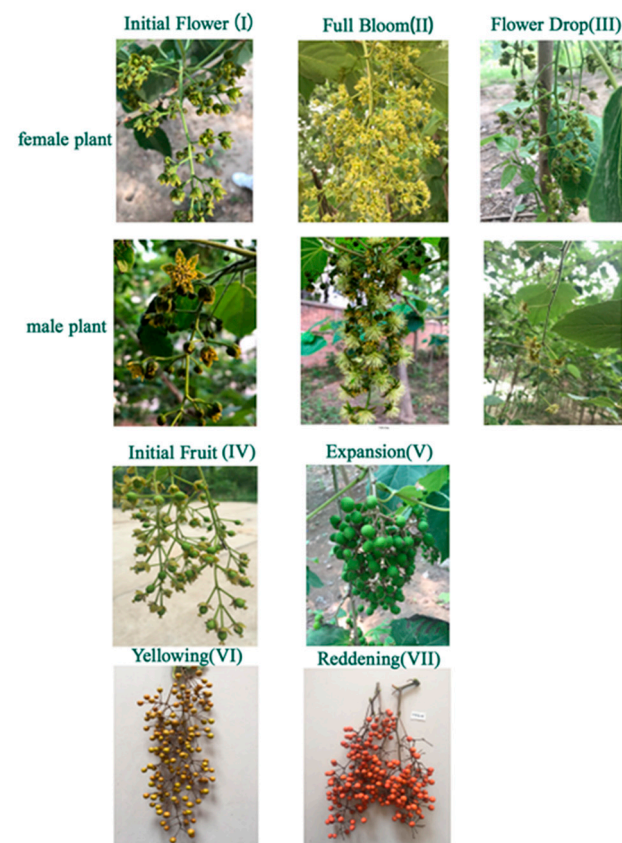 Initial Flower (I)
Full Bloom(II)
Flower Drop(III)
female plant
male plant
Initial Fruit (IV)
Expansion(V)
Yellowing(VI)
Reddening(VII)